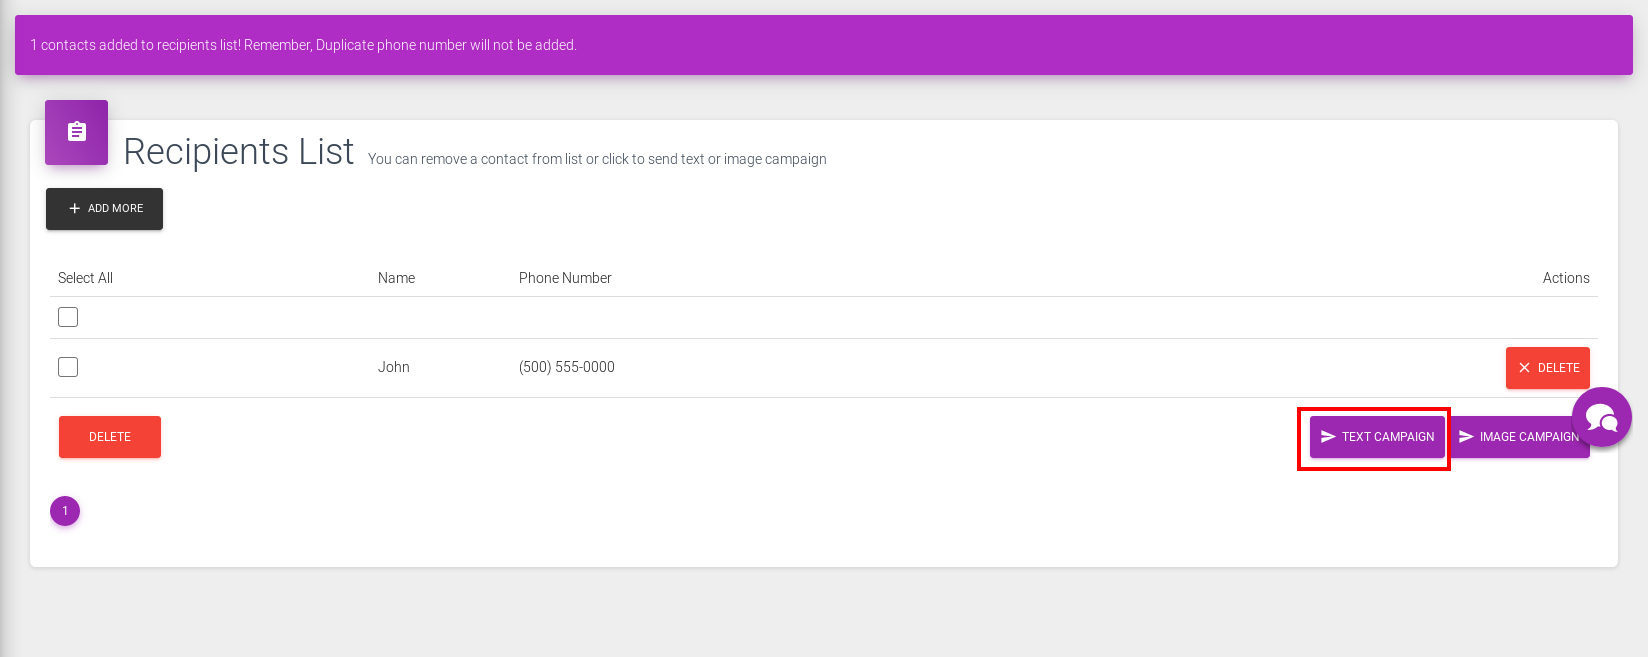 1 contacts added to recipients list! Remember, Duplicate phone number will not be added.
Recipients List You can remove a contact from list or click to send text or image campaign
ADD MORE
Select All Name Phone Number Actions
John (500) 555-0000 DELETE
DELETE TEXT CAMPAIGN IMAGE CAMPAIGN
1